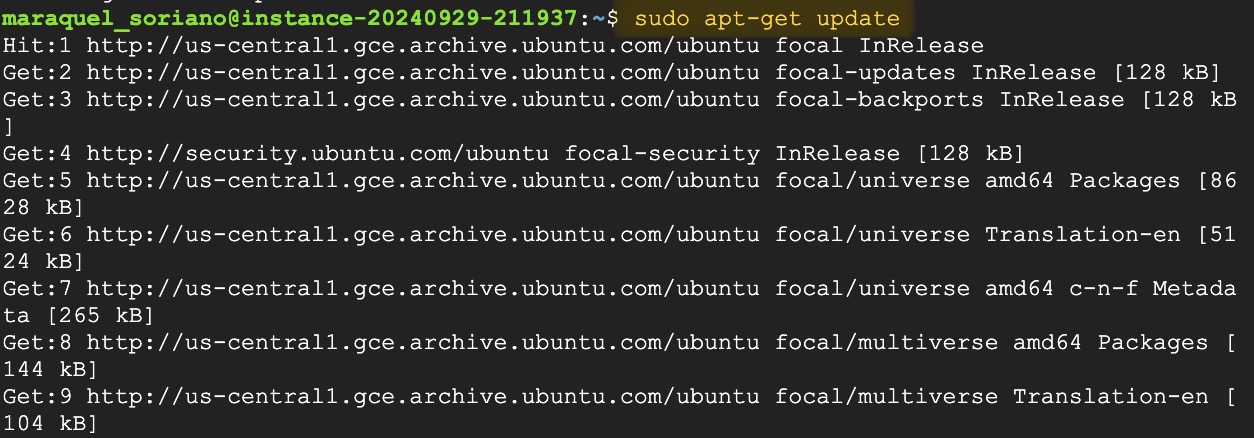 maraquel_soriano@instance-20240929-211937:~$ sudo apt-get update
Hit:1 http://us-central1.gce.archive.ubuntu.com/ubuntu focal InRelease
Get:2 http://us-central1.gce.archive.ubuntu.com/ubuntu focal-updates InRelease [128 kB]
Get:3 http://us-central1.gce.archive.ubuntu.com/ubuntu focal-backports InRelease [128 kB
]
Get:4 http://security.ubuntu.com/ubuntu focal-security InRelease [128 kB]
Get:5 http://us-central1.gce.archive.ubuntu.com/ubuntu focal/universe amd64 Packages [86
28 kB]
Get:6 http://us-central1.gce.archive.ubuntu.com/ubuntu focal/universe Translation-en [51
24 kB]
Get:7 http://us-central1.gce.archive.ubuntu.com/ubuntu focal/universe amd64 c-n-f Metada
ta [265 kB]
Get:8 http://us-central1.gce.archive.ubuntu.com/ubuntu focal/multiverse amd64 Packages [
144 kB]
Get:9 http://us-central1.gce.archive.ubuntu.com/ubuntu focal/multiverse Translation-en [
104 kB]